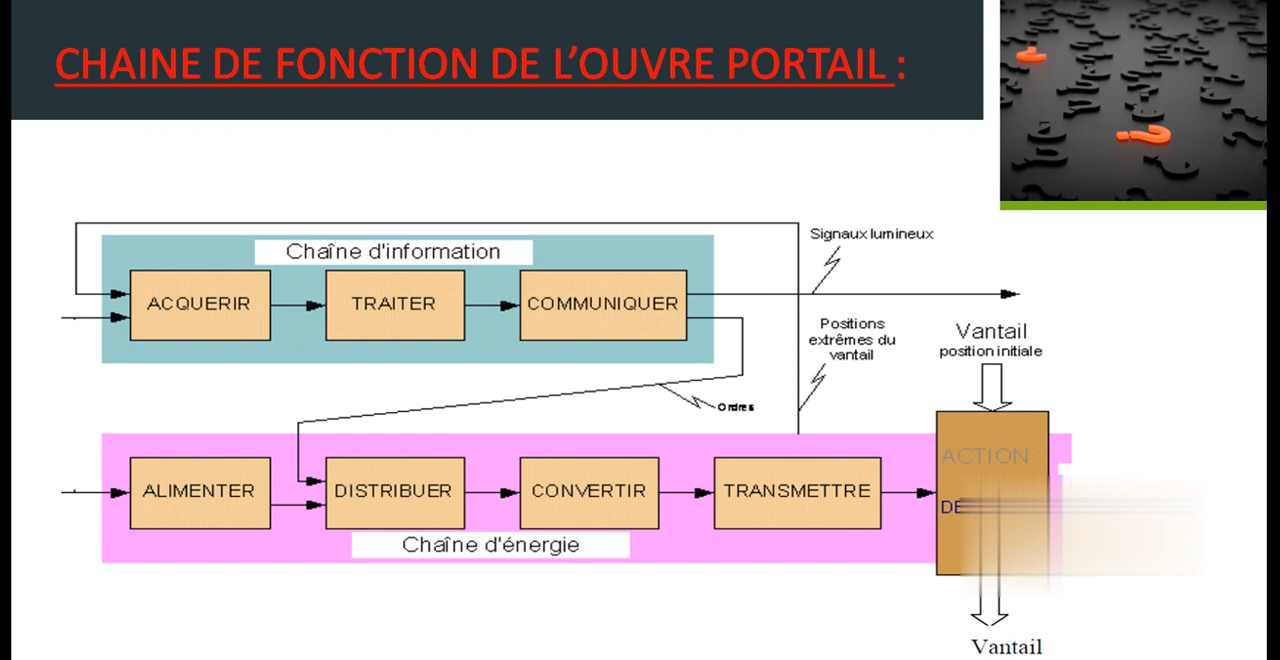 CHAINE DE FONCTION DE L'OUVRE PORTAIL :
Chaîne d'information
Signaux lumineux
ACQUERIR
TRAITER
COMMUNIQUER
Positions
extrêmes du
vantail
Vantail
position initiale
Ordres
ACTION
ALIMENTER
DISTRIBUER
CONVERTIR
TRANSMETTRE
DE
Chaîne d'énergie
Vantail